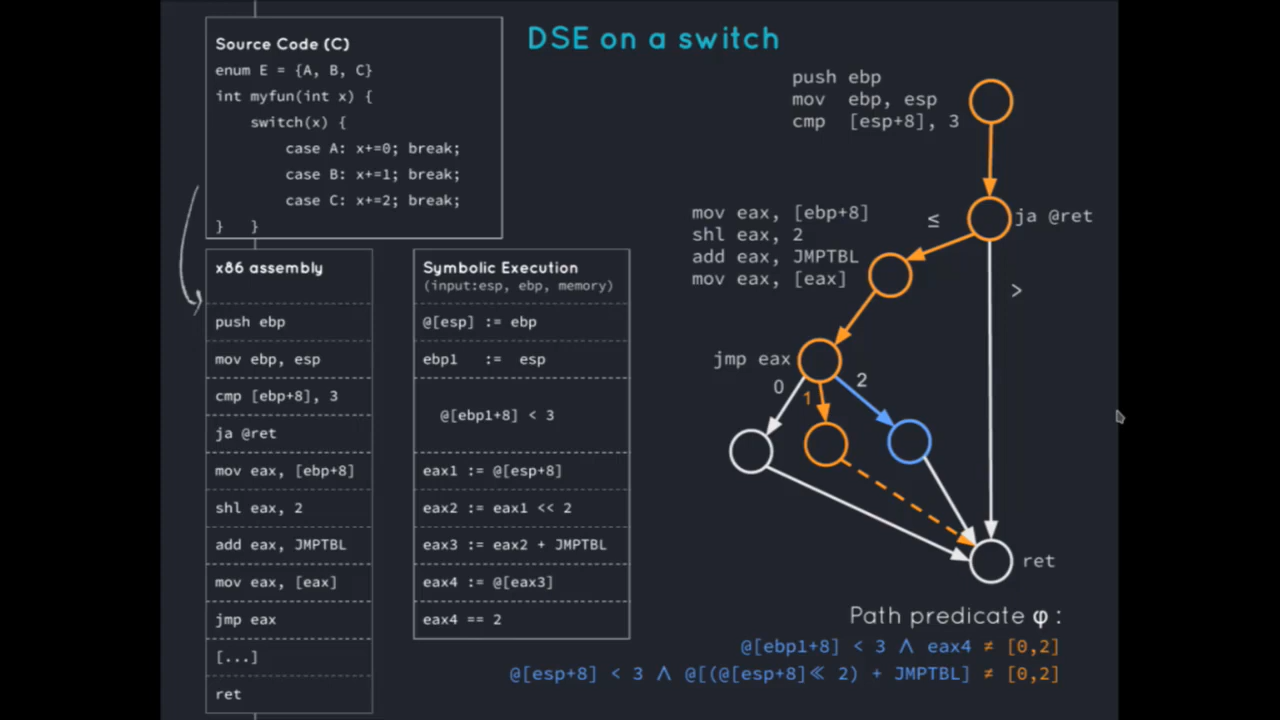 DSE on a switch
Source Code (C)
enum E = {A, B, C}
int myfun(int x) {
switch(x) {
case A: x+=0; break;
case B: x+=1; break;
case C: x+=2; break;
} }
x86 assembly
push ebp
mov ebp, esp
cmp [ebp+8], 3
ja @ret
mov eax, [ebp+8]
shl eax, 2
add eax, JMPTBL
mov eax, [eax]
jmp eax
[...]
ret
Symbolic Execution
(input:esp, ebp, memory)
@[esp] := ebp
ebp1 := esp
@[ebp1+8] < 3
eax1 := @[esp+8]
eax2 := eax1 << 2
eax3 := eax2 + JMPTBL
eax4 := @[eax3]
eax4 == 2
push ebp
mov ebp, esp
cmp [esp+8], 3
ja @ret
≤
>
mov eax, [ebp+8]
shl eax, 2
add eax, JMPTBL
mov eax, [eax]
jmp eax
0
1
2
ret
Path predicate φ :
@[ebp1+8] < 3 ∧ eax4 ≠ [0,2]
@[esp+8] < 3 ∧ @[(@[esp+8]≪ 2) + JMPTBL] ≠ [0,2]